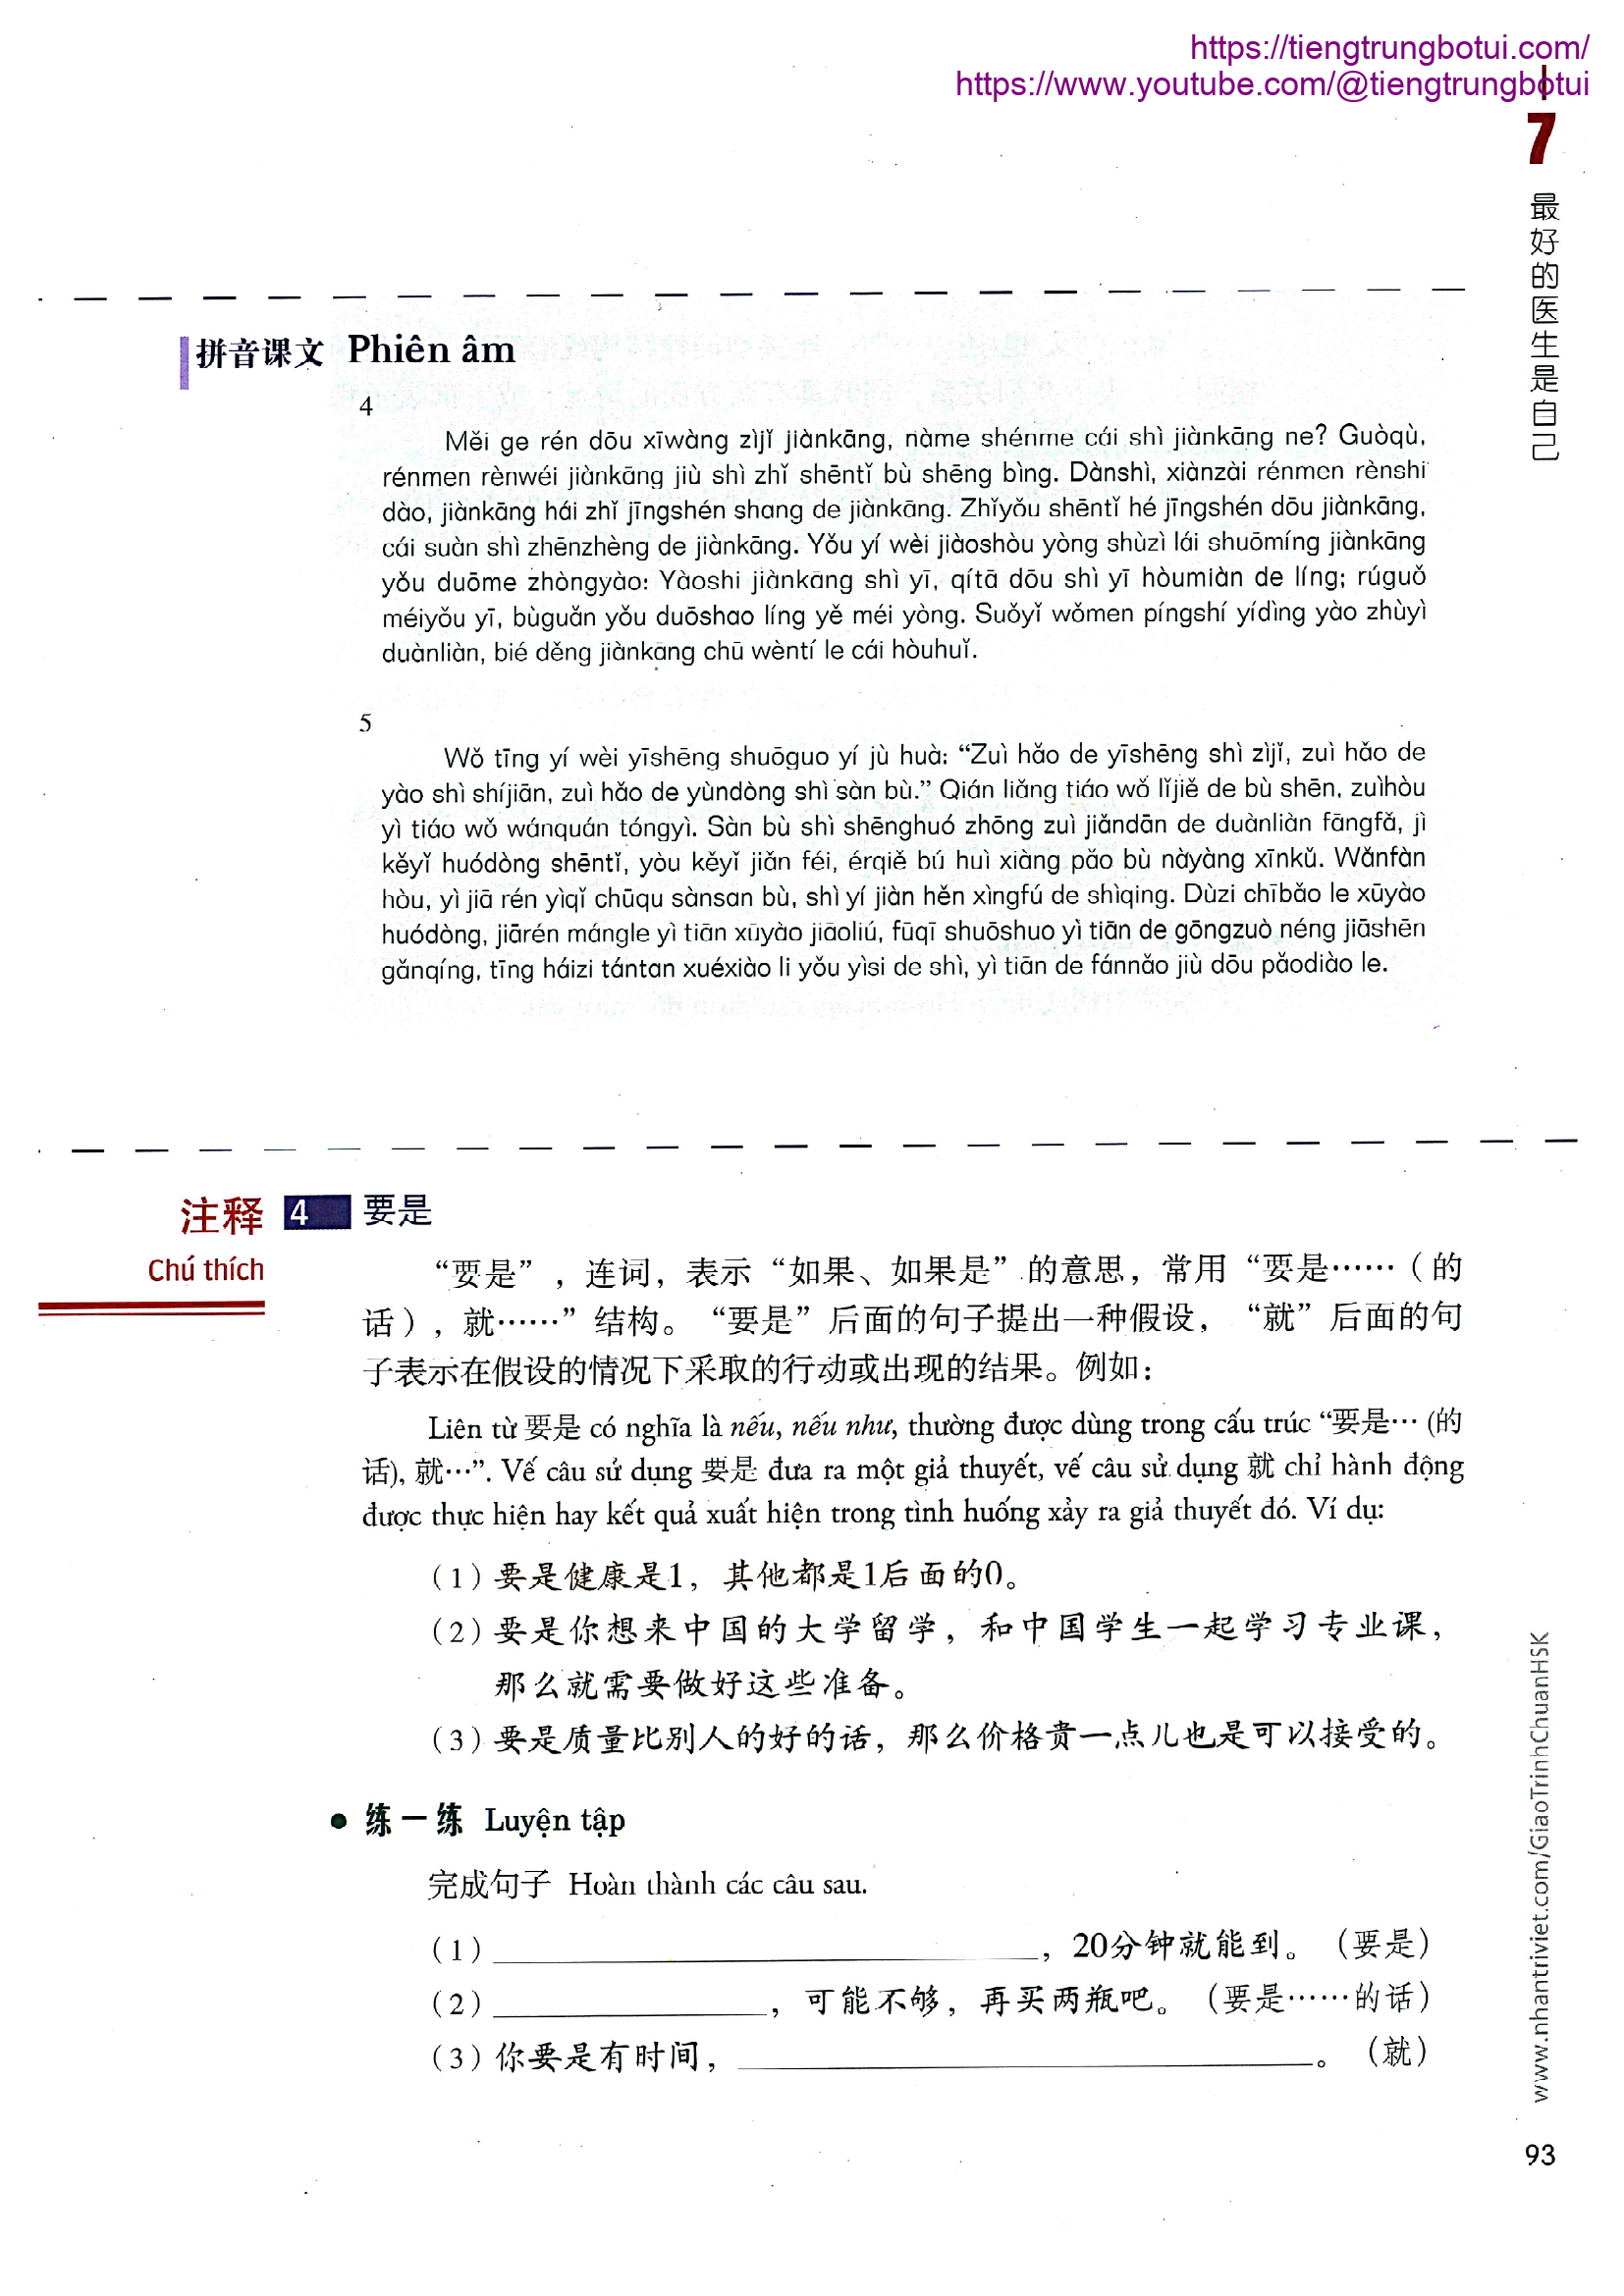 https://tiengtrungbotui.com/
https://www.youtube.com/@tiengtrungbotui
7
最好的医生是自己
拼音课文 Phiên âm
4
Měi ge rén dōu xīwàng zìjǐ jiànkāng, nàme shénme cái shì jiànkāng ne? Guòqù,
rénmen rènwéi jiànkāng jiù shì zhǐ shēntǐ bù shēng bìng. Dànshì, xiànzài rénmen rènshi
dào, jiànkāng hái zhǐ jīngshén shang de jiànkāng. Zhǐyǒu shēntǐ hé jīngshén dōu jiànkāng,
cái suàn shì zhēnzhèng de jiànkāng. Yǒu yí wèi jiàoshòu yòng shùzì lái shuōmíng jiànkāng
yǒu duōme zhòngyào: Yàoshi jiànkāng shì yī, qítā dōu shì yī hòumiàn de líng; rúguǒ
méiyǒu yī, bùguǎn yǒu duōshao líng yě méi yòng. Suǒyǐ wǒmen píngshí yídìng yào zhùyì
duànliàn, bié děng jiànkāng chū wèntí le cái hòuhuǐ.
5
Wǒ tīng yí wèi yīshēng shuōguo yí jù huà: “Zuì hǎo de yīshēng shì zìjǐ, zuì hǎo de
yào shì shíjiān, zuì hǎo de yùndòng shì sàn bù.” Qián liǎng tiáo wǒ lǐjiě de bù shēn, zuìhòu
yì tiáo wǒ wánquán tóngyì. Sàn bù shì shēnghuó zhōng zuì jiǎndān de duànliàn fāngfǎ, jì
kěyǐ huódòng shēntǐ, yòu kěyǐ jiǎn féi, érqiě bú huì xiàng pǎo bù nàyàng xīnkǔ. Wǎnfàn
hòu, yì jiā rén yìqǐ chūqu sànsan bù, shì yí jiàn hěn xìngfú de shìqing. Dùzi chībǎo le xūyào
huódòng, jiārén mángle yì tiān xūyào jiāoliú, fūqī shuōshuo yì tiān de gōngzuò néng jiāshēn
gǎnqíng, tīng háizi tántan xuéxiào li yǒu yìsi de shì, yì tiān de fánnǎo jiù dōu pǎodiào le.
注释 4 要是
Chú thích
“要是”，连词，表示“如果、如果是”的意思，常用“要是……（的
话），就……”结构。“要是”后面的句子提出一种假设，“就”后面的句
子表示在假设的情况下采取的行动或出现的结果。例如：
Liên từ 要是 có nghĩa là nếu, nếu như, thường được dùng trong cấu trúc “要是… (的
话), 就…”. Vế câu sử dụng 要是 đưa ra một giả thuyết, vế câu sử dụng 就 chỉ hành động
được thực hiện hay kết quả xuất hiện trong tình huống xảy ra giả thuyết đó. Ví dụ:
（1）要是健康是1，其他都是1后面的0。
（2）要是你想来中国的大学留学，和中国学生一起学习专业课，
那么就需要做好这些准备。
（3）要是质量比别人的好的话，那么价格贵一点儿也是可以接受的。
● 练一练 Luyện tập
完成句子 Hoàn thành các câu sau.
（1）____________________，20分钟就能到。（要是）
（2）__________，可能不够，再买两瓶吧。（要是……的话）
（3）你要是有时间，____________________。（就）
www.nhantriviet.com/GiaoTrinhChuanHSK
93